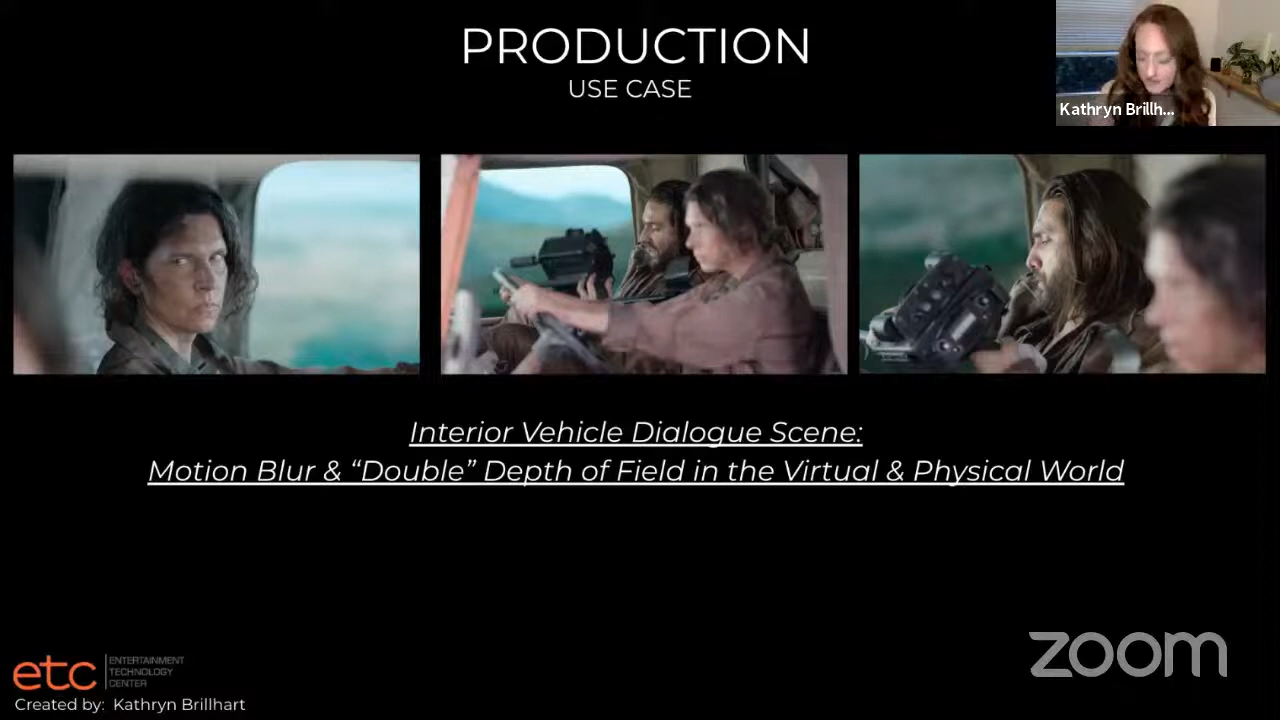 PRODUCTION
USE CASE
Kathryn Brillh...
Interior Vehicle Dialogue Scene:
Motion Blur & “Double” Depth of Field in the Virtual & Physical World
etc
ENTERTAINMENT
TECHNOLOGY
CENTER
Created by: Kathryn Brillhart
zoom